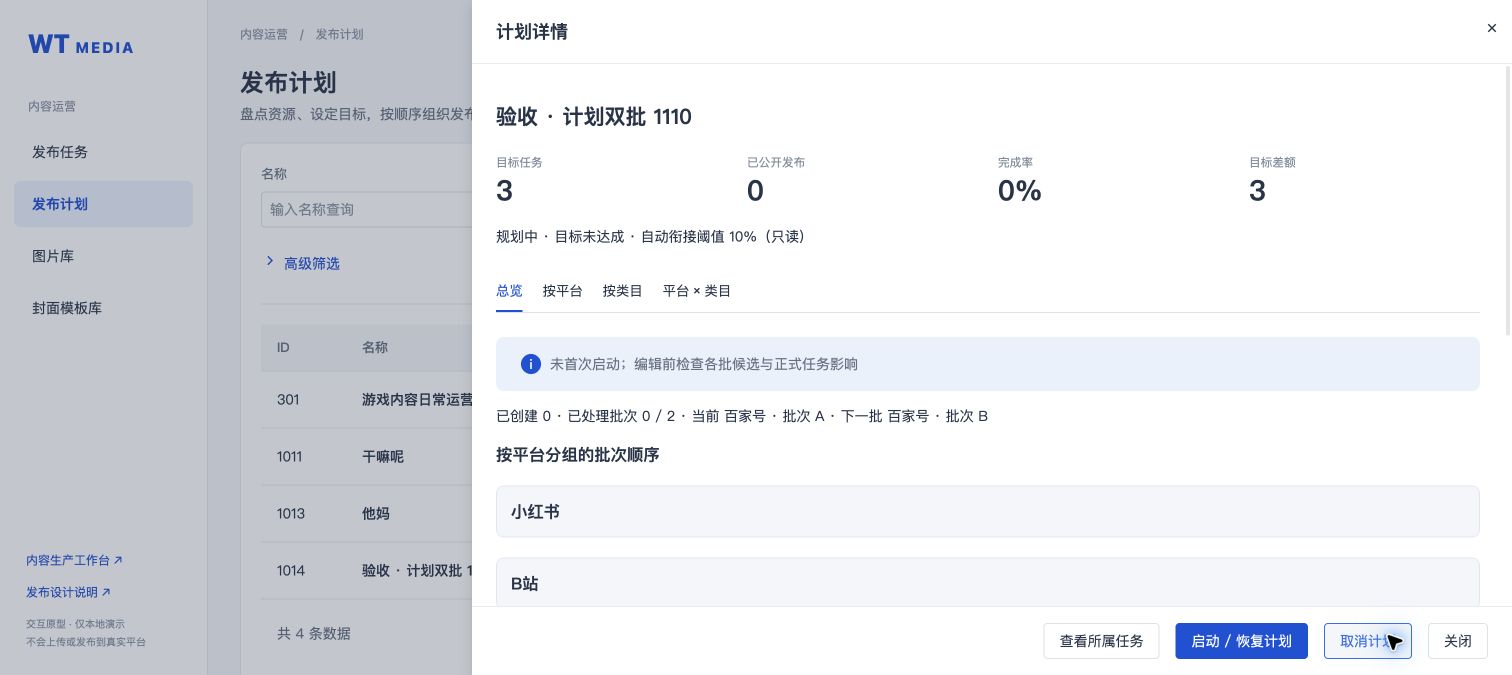 WT MEDIA
内容运营
发布任务
发布计划
图片库
封面模板库
内容生产工作台 ↗
发布设计说明 ↗
交互原型 · 仅本地演示
不会上传或发布到真实平台
内容运营 / 发布计划
发布计划
盘点资源、设定目标，按顺序组织发布
名称
输入名称查询
高级筛选
ID 名称
301 游戏内容日常运营
1011 干嘛呢
1013 他妈
1014 验收 · 计划双批 1
共 4 条数据
计划详情 ×
验收 · 计划双批 1110
目标任务 已公开发布 完成率 目标差额
3 0 0% 3
规划中 · 目标未达成 · 自动衔接阈值 10%（只读）
总览 按平台 按类目 平台 × 类目
未首次启动；编辑前检查各批候选与正式任务影响
已创建 0 · 已处理批次 0 / 2 · 当前 百家号 · 批次 A · 下一批 百家号 · 批次 B
按平台分组的批次顺序
小红书
B站
查看所属任务 启动 / 恢复计划 取消计 关闭